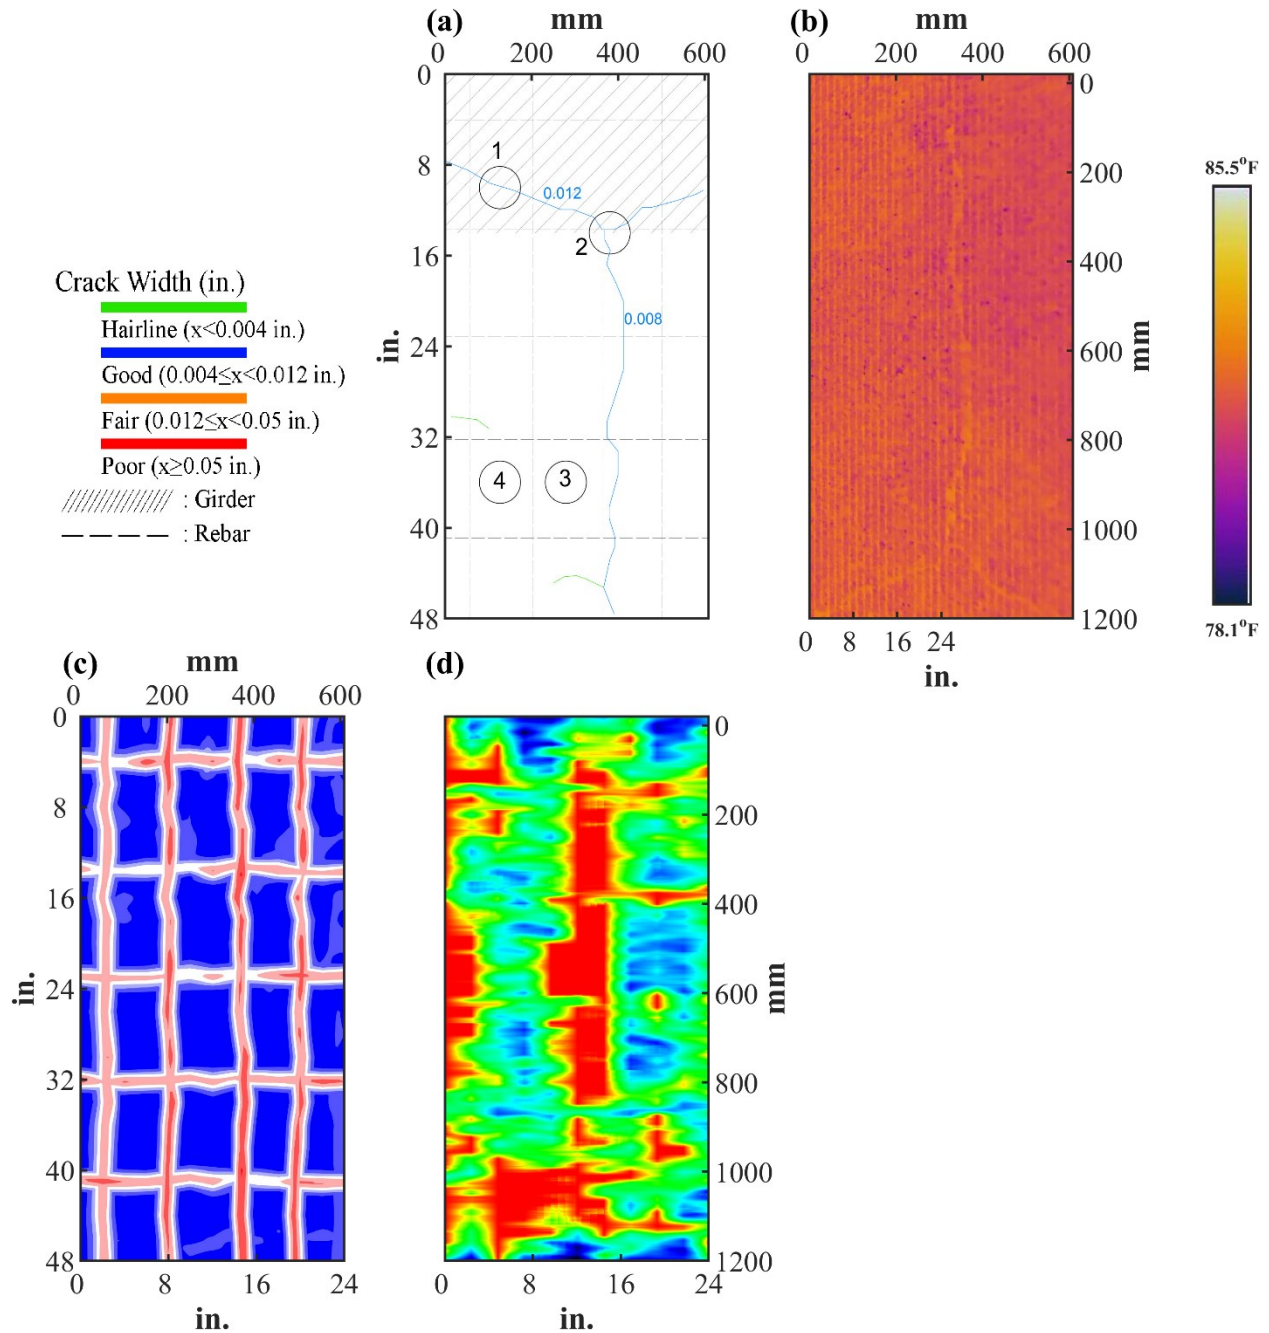 (a) mm
0 200 400 600
0
8
16
24
32
40
48
in.
1
0.012
2
0.008
4 3
Crack Width (in.)
Hairline (x<0.004 in.)
Good (0.004≤x<0.012 in.)
Fair (0.012≤x<0.05 in.)
Poor (x≥0.05 in.)
: Girder
: Rebar
(b) mm
0 200 400 600
0
200
400
600
800
1000
1200
mm
0 8 16 24
in.
85.5°F
78.1°F
(c) mm
0 200 400 600
0
8
16
24
32
40
48
in.
0 8 16 24
in.
(d)
0
200
400
600
800
1000
1200
mm
0 8 16 24
in.